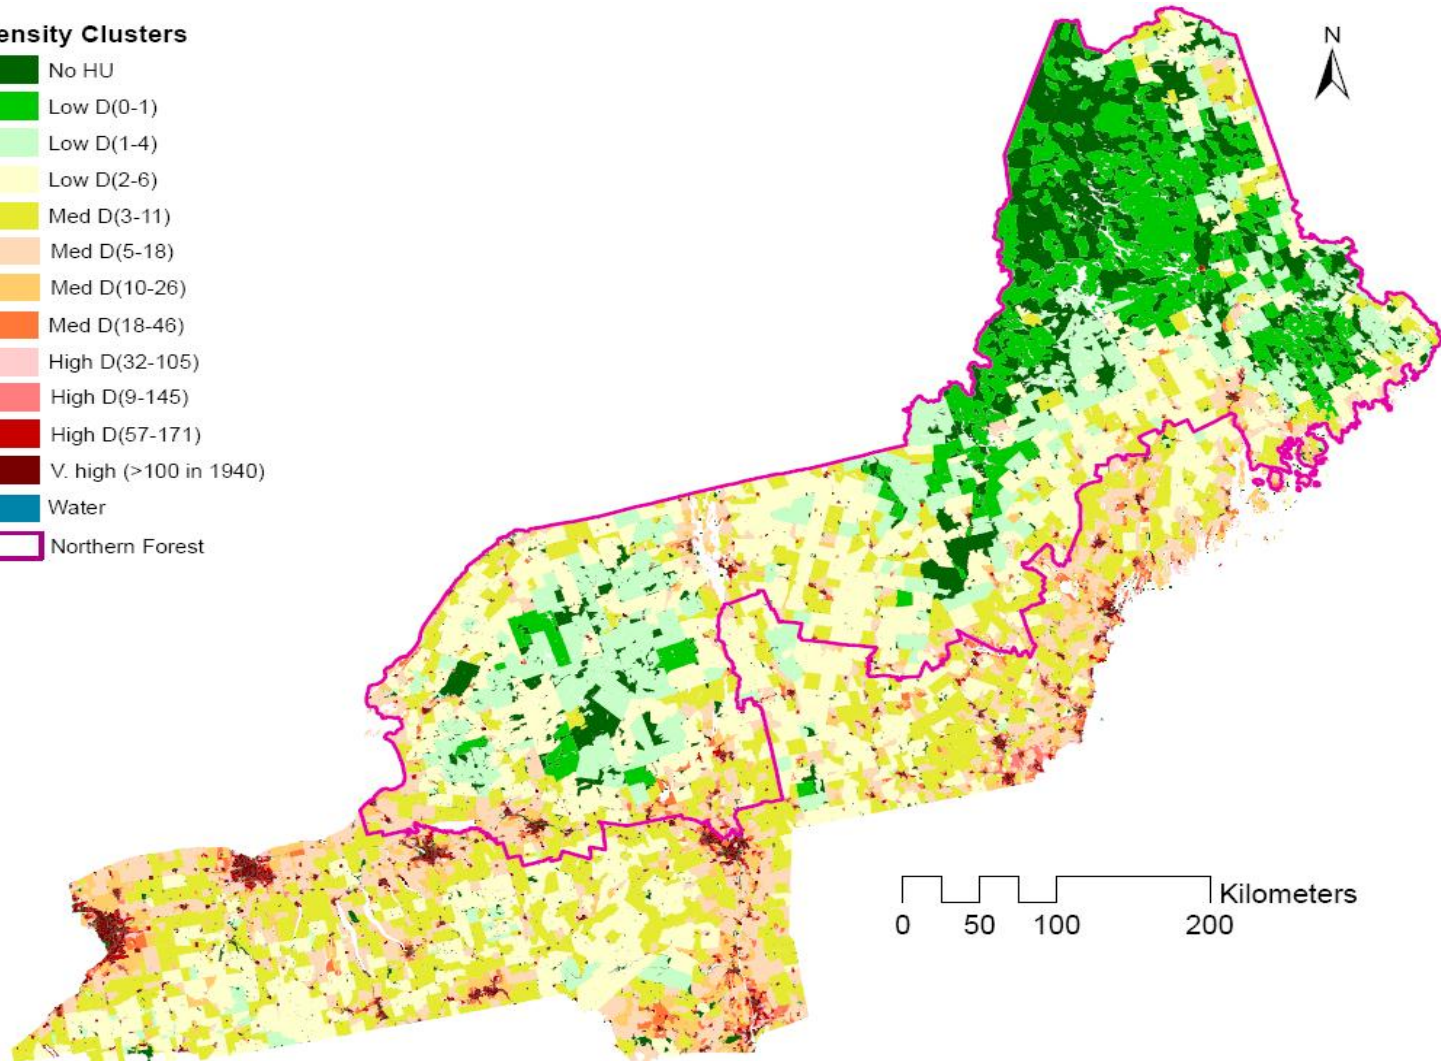 ensity Clusters
No HU
Low D(0-1)
Low D(1-4)
Low D(2-6)
Med D(3-11)
Med D(5-18)
Med D(10-26)
Med D(18-46)
High D(32-105)
High D(9-145)
High D(57-171)
V. high (>100 in 1940)
Water
Northern Forest
N
Kilometers
0 50 100 200